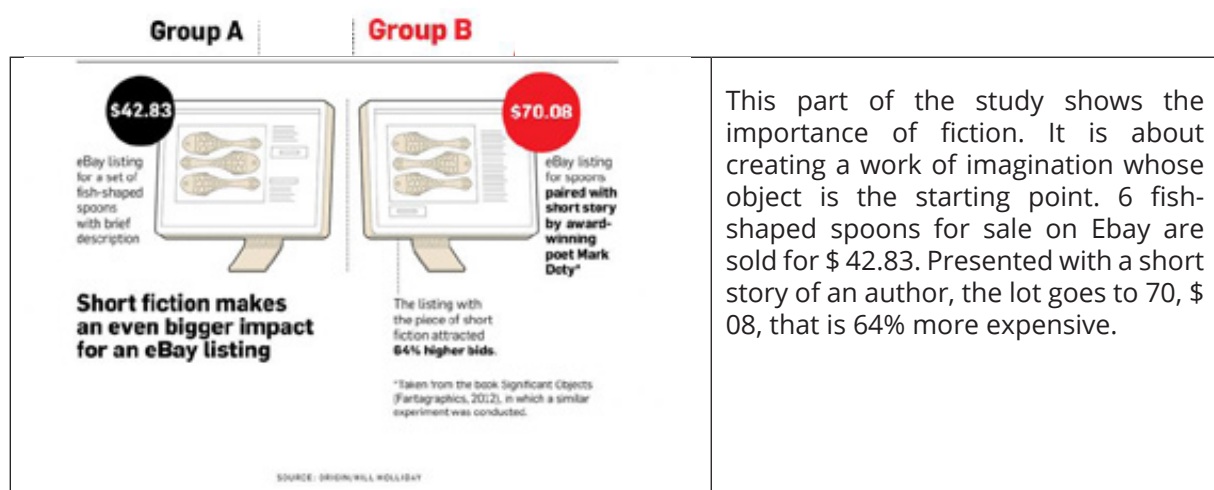 Group A
Group B
$42.83
$70.08
eBay listing
for a set of
fish-shaped
spoons
with brief
description
eBay listing
for spoons
paired with
short story
by award-
winning
poet Mark
Doty*
Short fiction makes
an even bigger impact
for an eBay listing
The listing with
the piece of short
fiction attracted
64% higher bids.
*Taken from the book Significant Objects
(Fantagraphics, 2012), in which a similar
experiment was conducted.
SOURCE: ORIGIN/HILL HOLLIDAY
This part of the study shows the
importance of fiction. It is about
creating a work of imagination whose
object is the starting point. 6 fish-
shaped spoons for sale on Ebay are
sold for $ 42.83. Presented with a short
story of an author, the lot goes to 70, $
08, that is 64% more expensive.